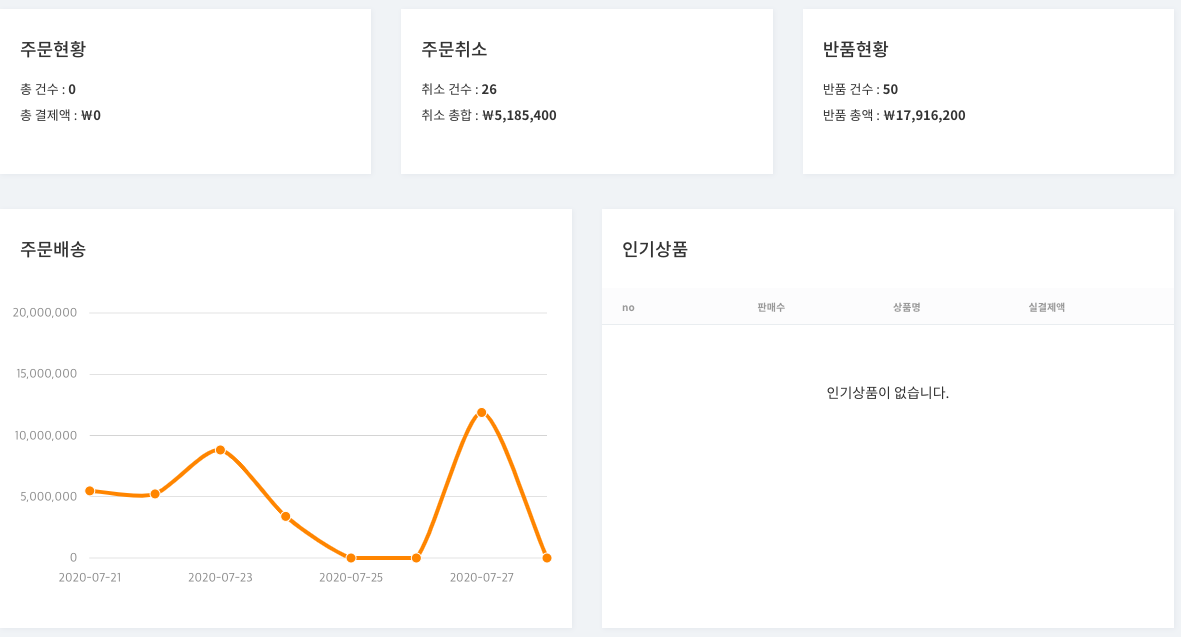 주문현황
총 건수 : 0
총 결제액 : ₩0
주문취소
취소 건수 : 26
취소 총합 : ₩5,185,400
반품현황
반품 건수 : 50
반품 총액 : ₩17,916,200
주문배송
20,000,000
15,000,000
10,000,000
5,000,000
0
2020-07-21 2020-07-23 2020-07-25 2020-07-27
인기상품
no 판매수 상품명 실결제액
인기상품이 없습니다.